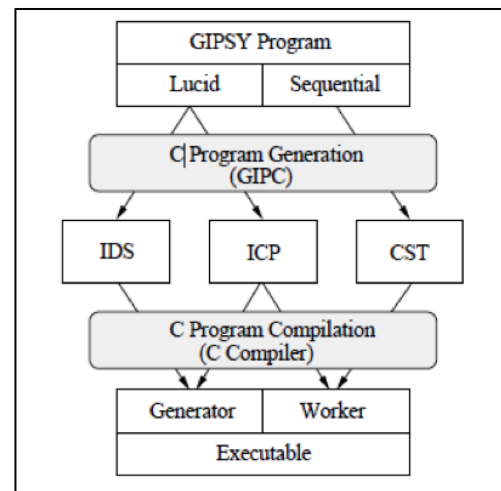 GIPSY Program
Lucid Sequential
C Program Generation
(GIPC)
IDS ICP CST
C Program Compilation
(C Compiler)
Generator Worker
Executable